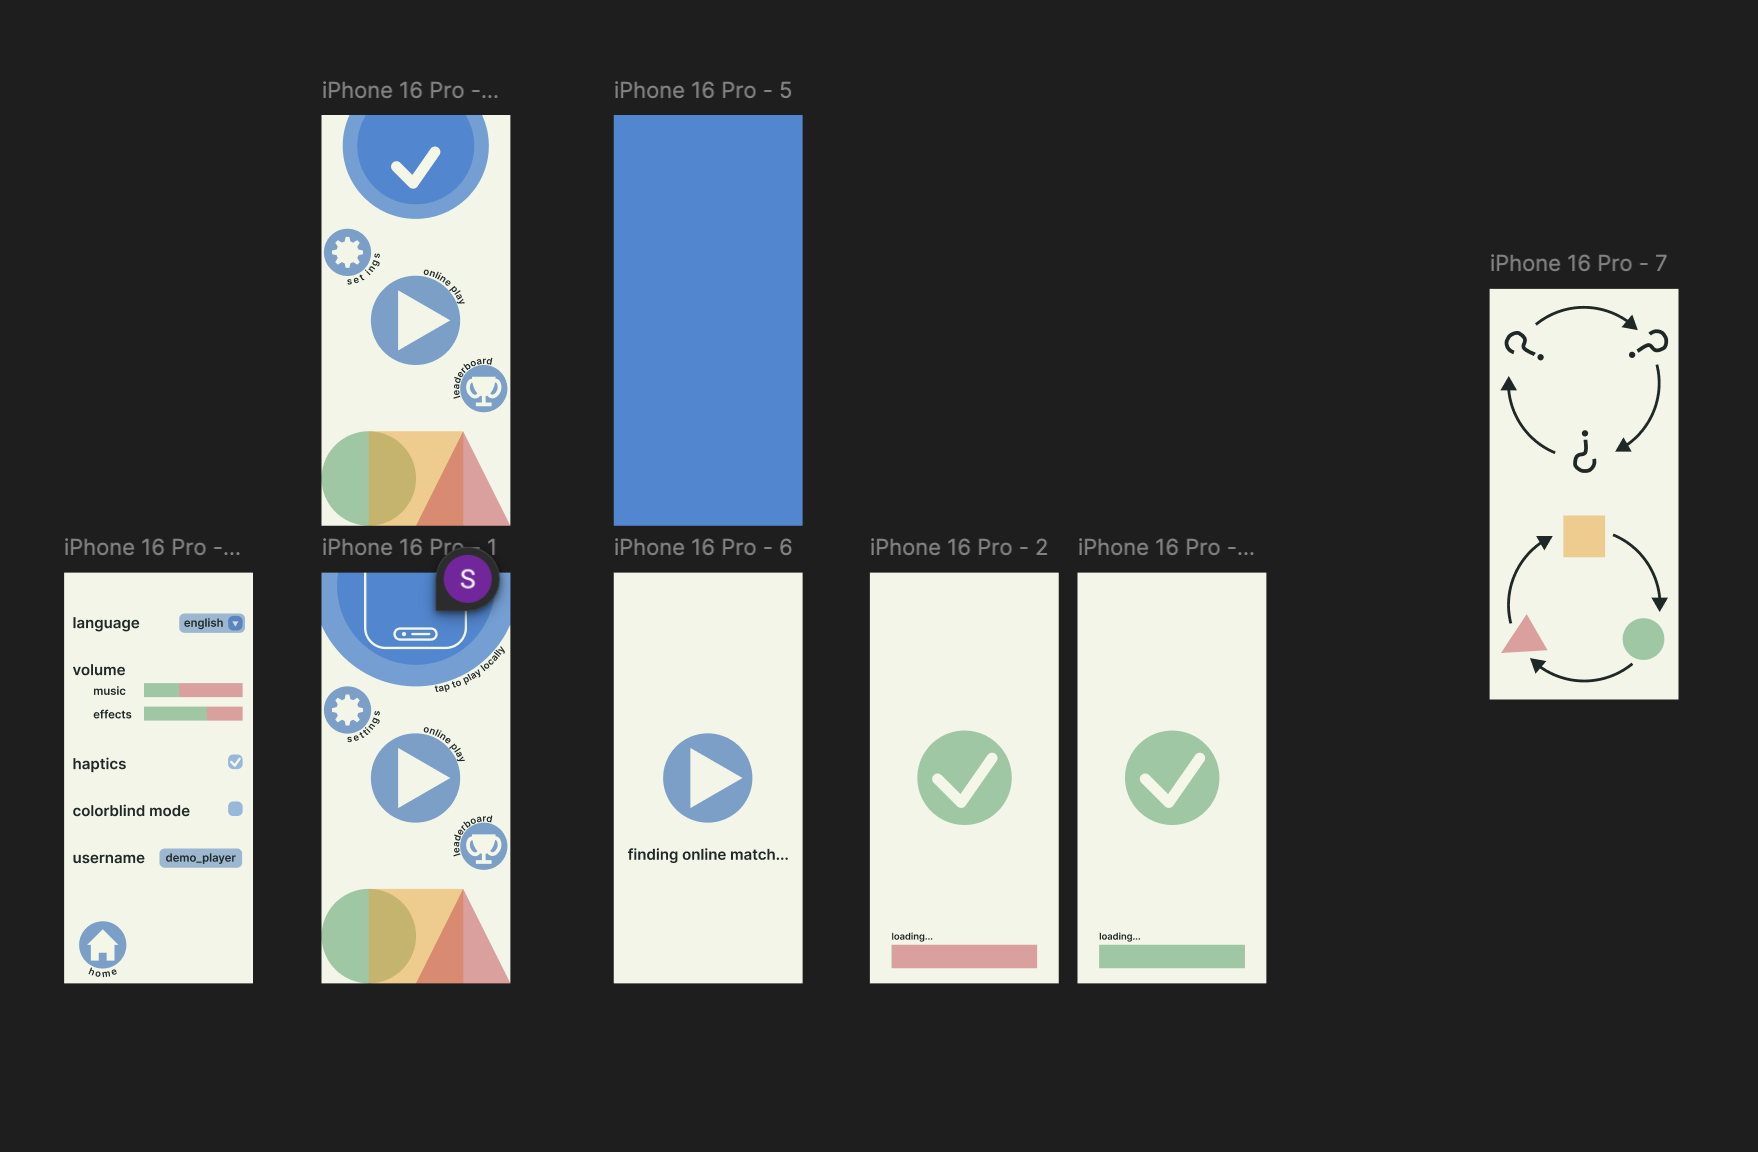 iPhone 16 Pro -...
iPhone 16 Pro - 5
set ings
online play
leaderboard
iPhone 16 Pro - 7
?
?
?
iPhone 16 Pro -...
iPhone 16 Pro - 1
iPhone 16 Pro - 6
iPhone 16 Pro - 2
iPhone 16 Pro -...
S
language
english
volume
music
effects
haptics
colorblind mode
username
demo_player
home
tap to play locally
settings
online play
leaderboard
finding online match...
loading...
loading...